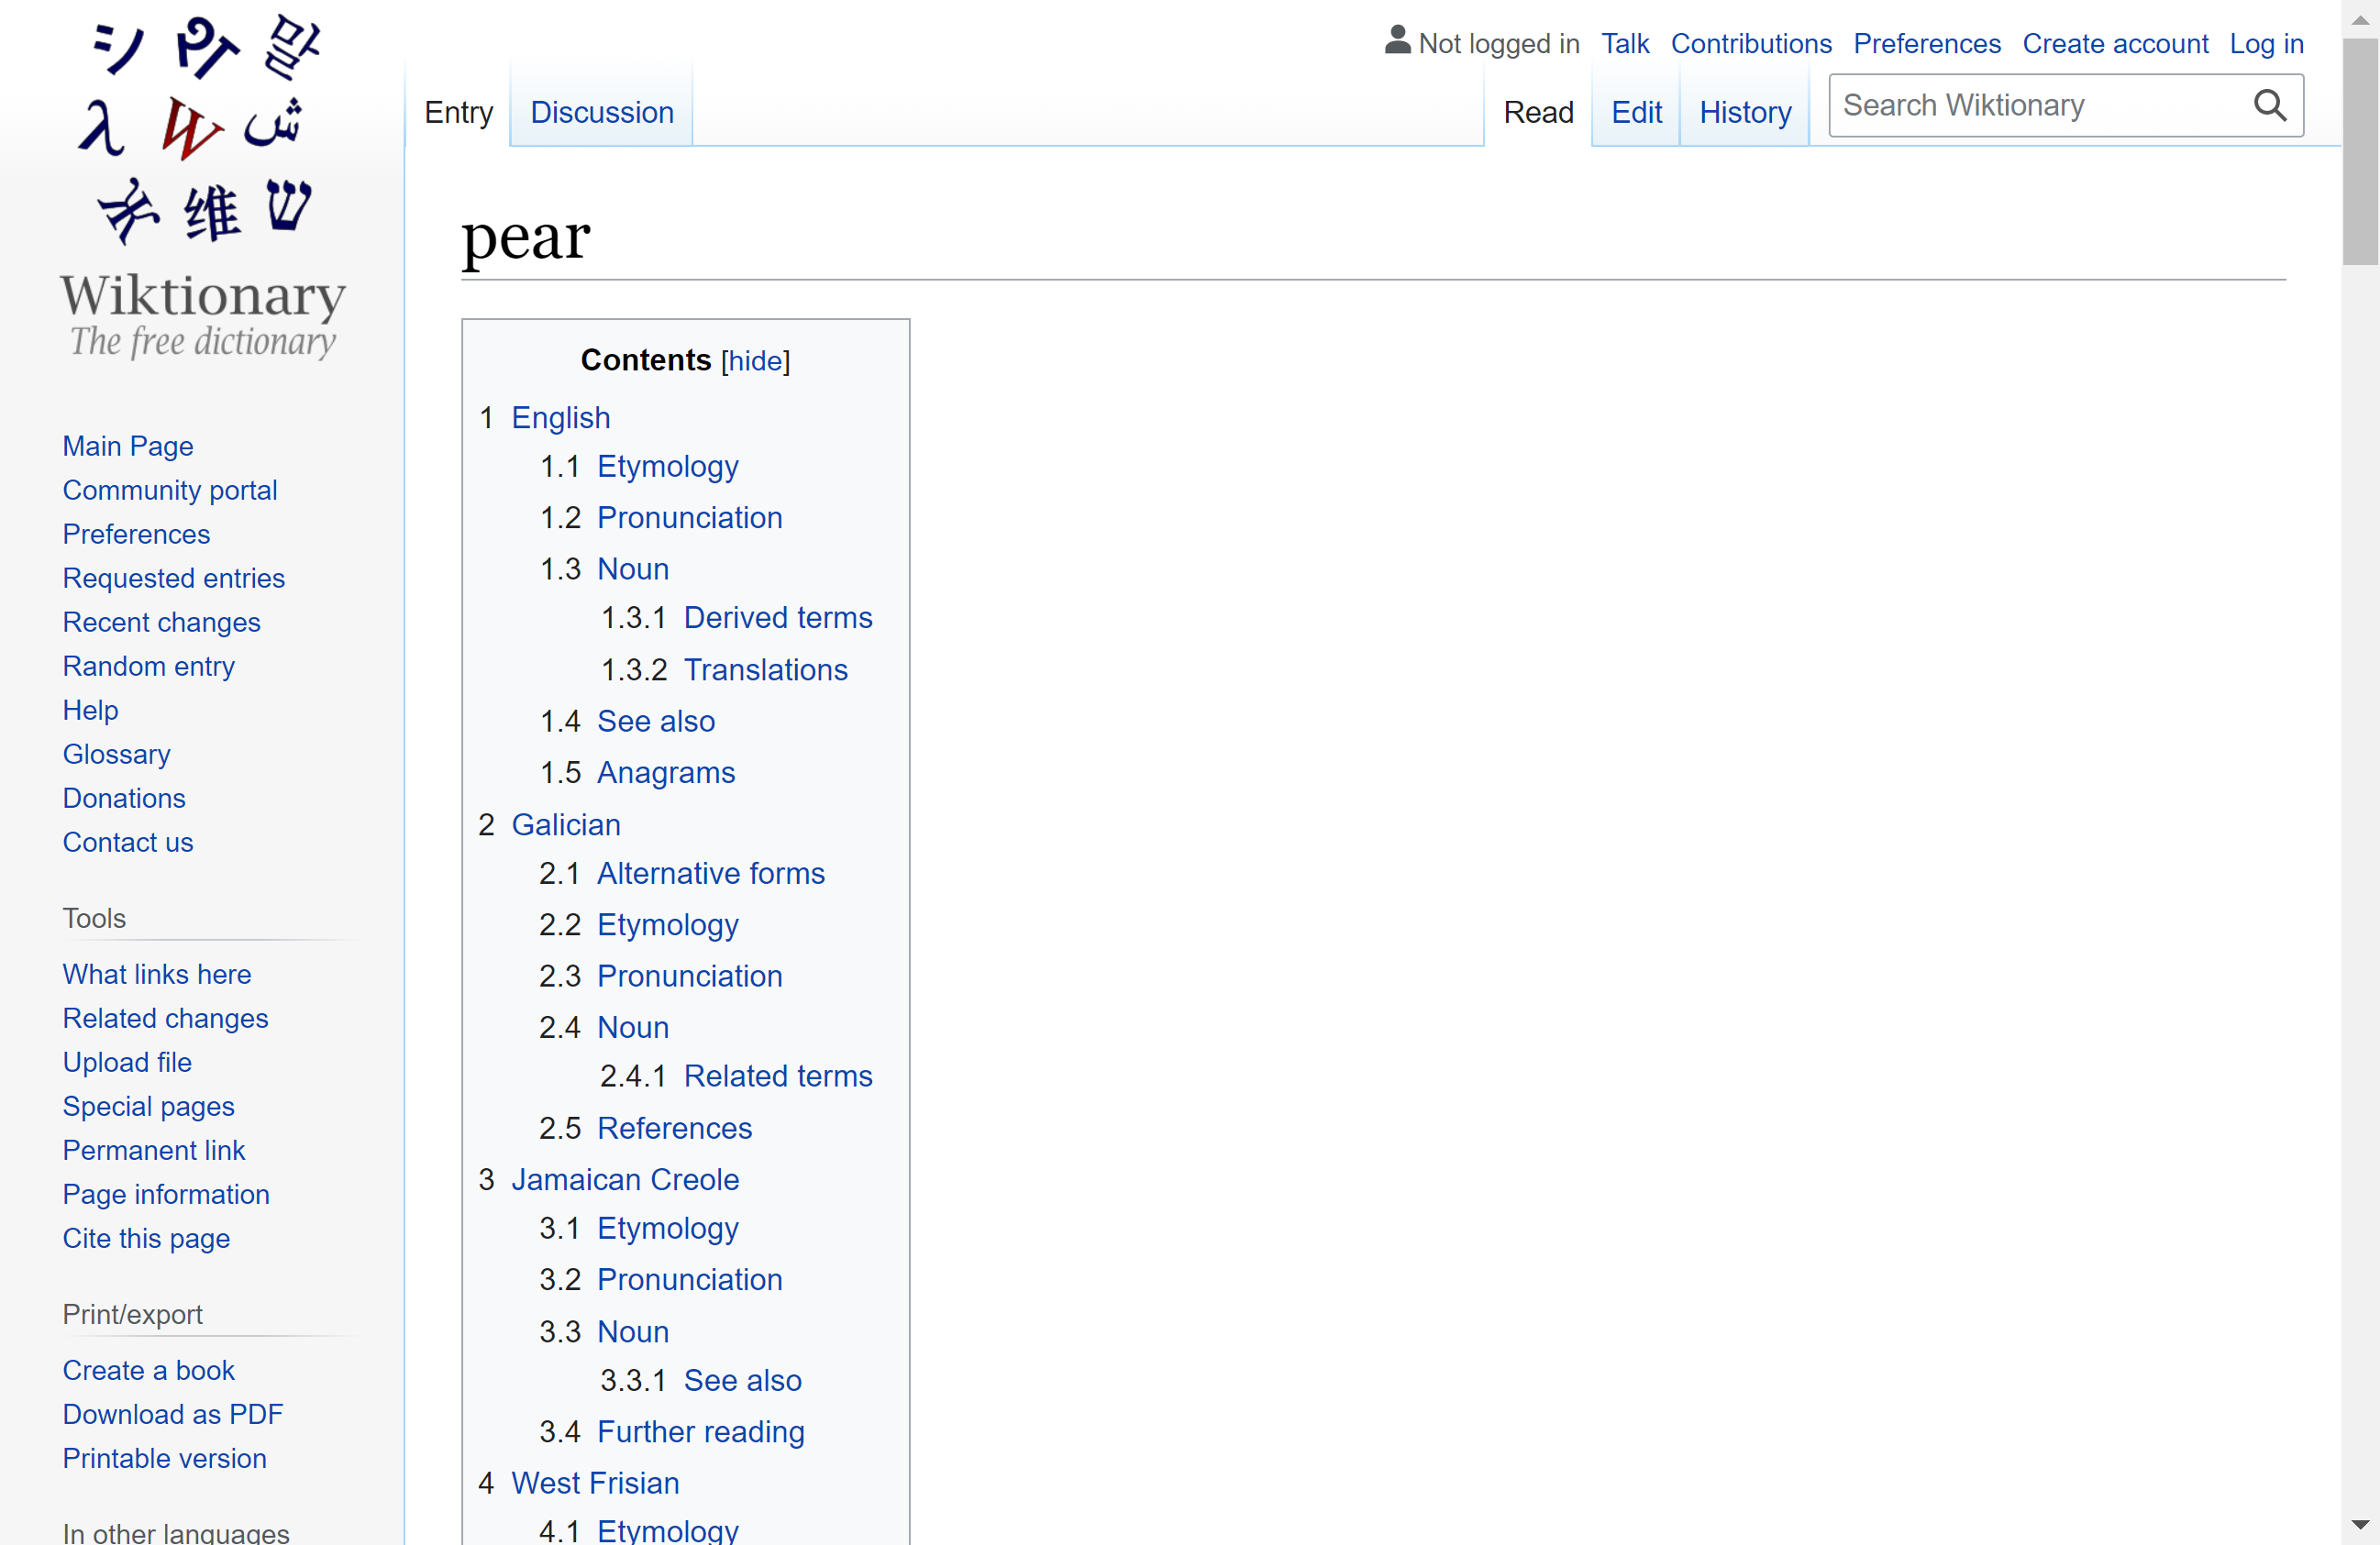 シ 말
λ W ش
维 ש
Wiktionary
The free dictionary
Main Page
Community portal
Preferences
Requested entries
Recent changes
Random entry
Help
Glossary
Donations
Contact us
Tools
What links here
Related changes
Upload file
Special pages
Permanent link
Page information
Cite this page
Print/export
Create a book
Download as PDF
Printable version
In other languages
Not logged in Talk Contributions Preferences Create account Log in
Entry Discussion Read Edit History Search Wiktionary
pear
Contents [hide]
1 English
1.1 Etymology
1.2 Pronunciation
1.3 Noun
1.3.1 Derived terms
1.3.2 Translations
1.4 See also
1.5 Anagrams
2 Galician
2.1 Alternative forms
2.2 Etymology
2.3 Pronunciation
2.4 Noun
2.4.1 Related terms
2.5 References
3 Jamaican Creole
3.1 Etymology
3.2 Pronunciation
3.3 Noun
3.3.1 See also
3.4 Further reading
4 West Frisian
4.1 Etymology